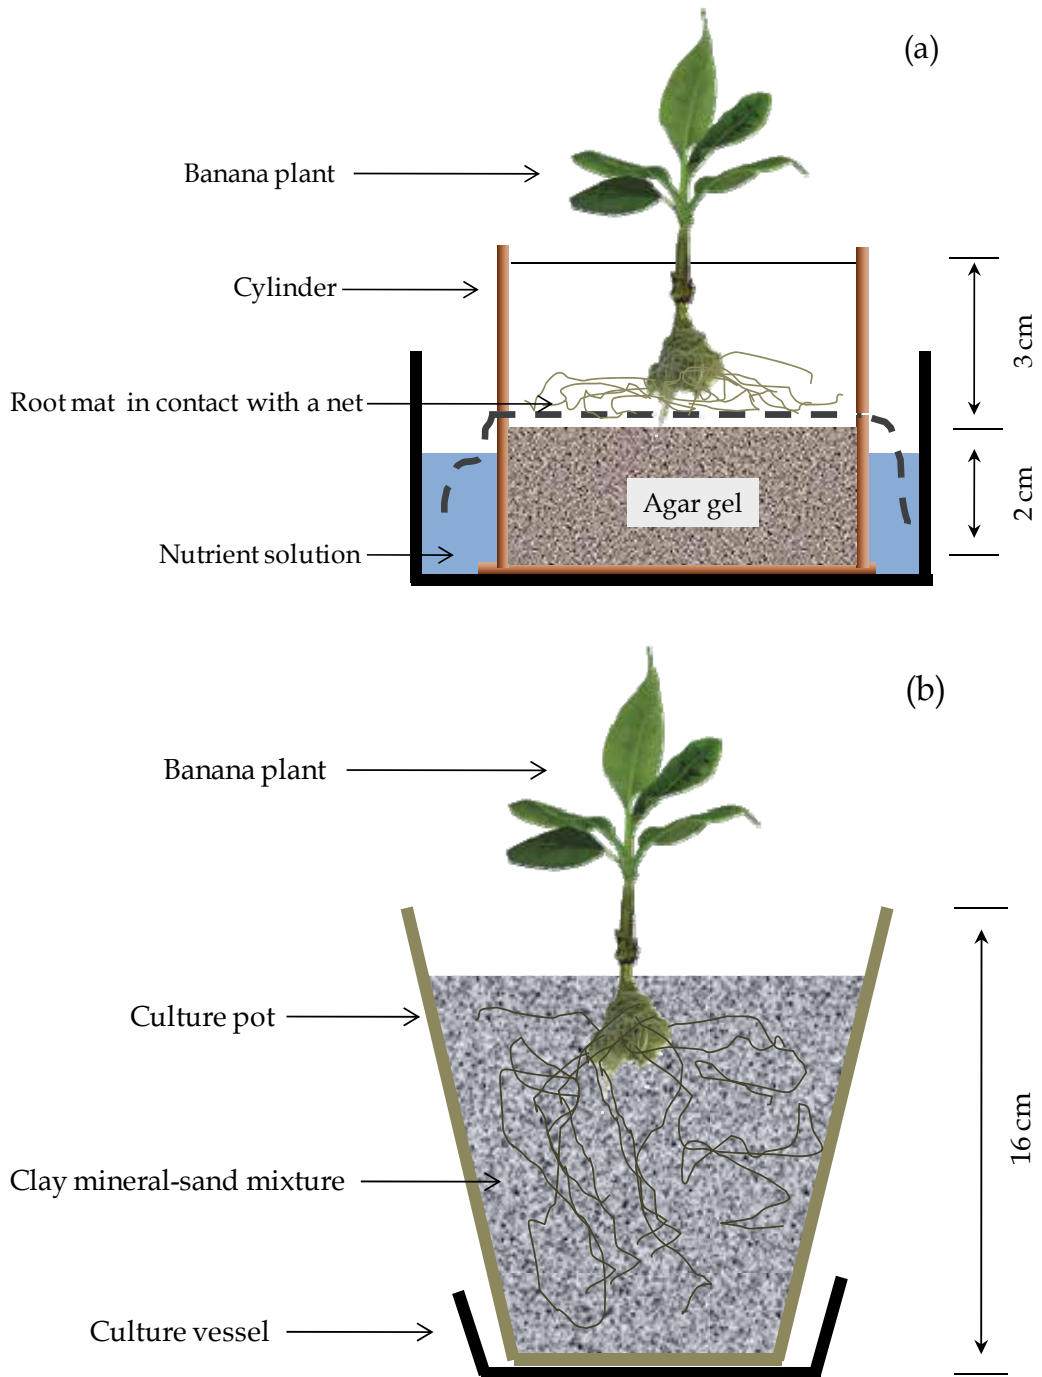 (a)
Banana plant
Cylinder
3 cm
Root mat in contact with a net
Agar gel
2 cm
Nutrient solution
(b)
Banana plant
Culture pot
16 cm
Clay mineral-sand mixture
Culture vessel